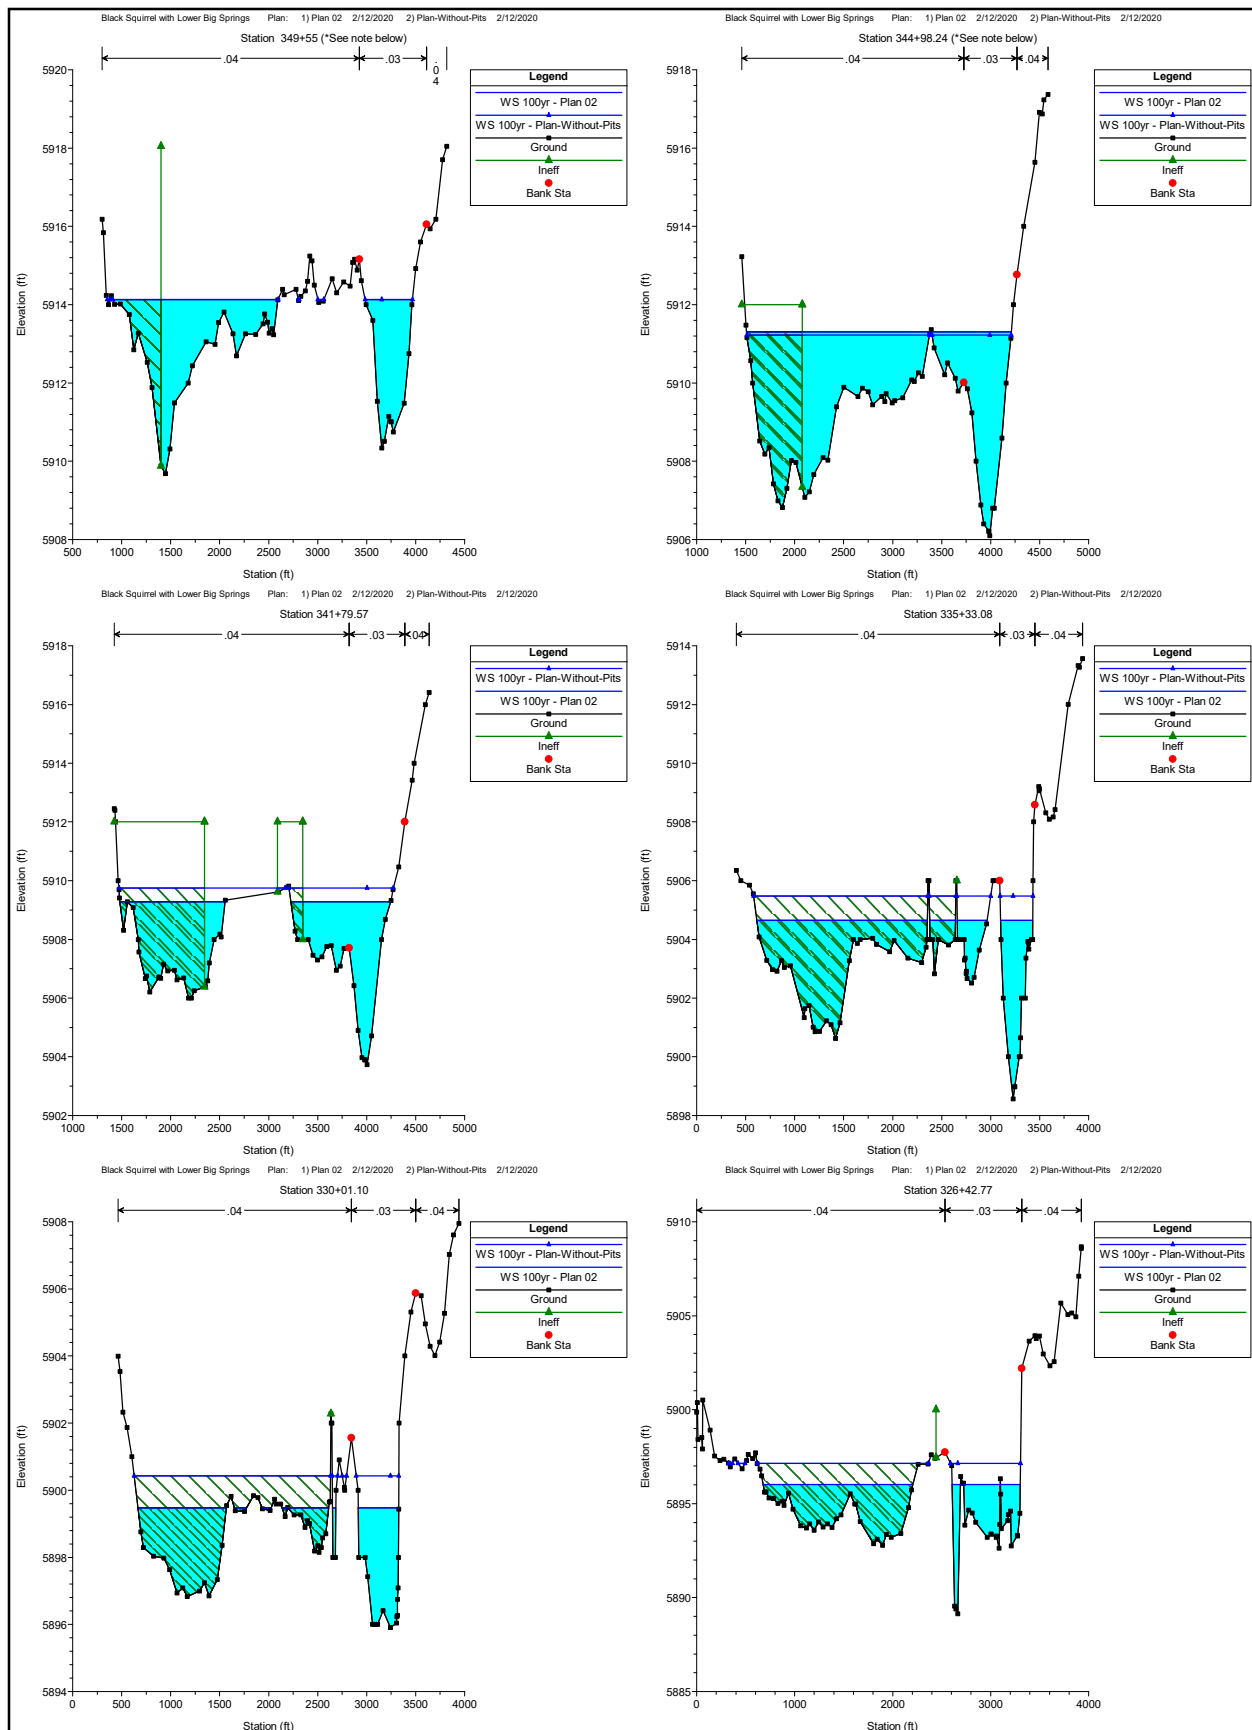 Black Squirrel with Lower Big Springs Plan: 1) Plan 02 2/12/2020 2) Plan-Without-Pits 2/12/2020
Station 349+55 (*See note below)
.04 .03 .04
Legend
WS 100yr - Plan 02
WS 100yr - Plan-Without-Pits
Ground
Ineff
Bank Sta
Elevation (ft)
5920
5918
5916
5914
5912
5910
5908
500 1000 1500 2000 2500 3000 3500 4000 4500
Station (ft)
Black Squirrel with Lower Big Springs Plan: 1) Plan 02 2/12/2020 2) Plan-Without-Pits 2/12/2020
Station 344+98.24 (*See note below)
.04 .03 .04
Legend
WS 100yr - Plan 02
WS 100yr - Plan-Without-Pits
Ground
Ineff
Bank Sta
Elevation (ft)
5918
5916
5914
5912
5910
5908
5906
1000 1500 2000 2500 3000 3500 4000 4500 5000
Station (ft)
Black Squirrel with Lower Big Springs Plan: 1) Plan 02 2/12/2020 2) Plan-Without-Pits 2/12/2020
Station 341+79.57
.04 .03 .04
Legend
WS 100yr - Plan-Without-Pits
WS 100yr - Plan 02
Ground
Ineff
Bank Sta
Elevation (ft)
5918
5916
5914
5912
5910
5908
5906
5904
5902
1000 1500 2000 2500 3000 3500 4000 4500 5000
Station (ft)
Black Squirrel with Lower Big Springs Plan: 1) Plan 02 2/12/2020 2) Plan-Without-Pits 2/12/2020
Station 335+33.08
.04 .03 .04
Legend
WS 100yr - Plan-Without-Pits
WS 100yr - Plan 02
Ground
Ineff
Bank Sta
Elevation (ft)
5914
5912
5910
5908
5906
5904
5902
5900
5898
0 500 1000 1500 2000 2500 3000 3500 4000
Station (ft)
Black Squirrel with Lower Big Springs Plan: 1) Plan 02 2/12/2020 2) Plan-Without-Pits 2/12/2020
Station 330+01.10
.04 .03 .04
Legend
WS 100yr - Plan-Without-Pits
WS 100yr - Plan 02
Ground
Ineff
Bank Sta
Elevation (ft)
5908
5906
5904
5902
5900
5898
5896
5894
0 500 1000 1500 2000 2500 3000 3500 4000
Station (ft)
Black Squirrel with Lower Big Springs Plan: 1) Plan 02 2/12/2020 2) Plan-Without-Pits 2/12/2020
Station 326+42.77
.04 .03 .04
Legend
WS 100yr - Plan-Without-Pits
WS 100yr - Plan 02
Ground
Ineff
Bank Sta
Elevation (ft)
5910
5905
5900
5895
5890
5885
0 500 1000 1500 2000 2500 3000 3500 4000
Station (ft)